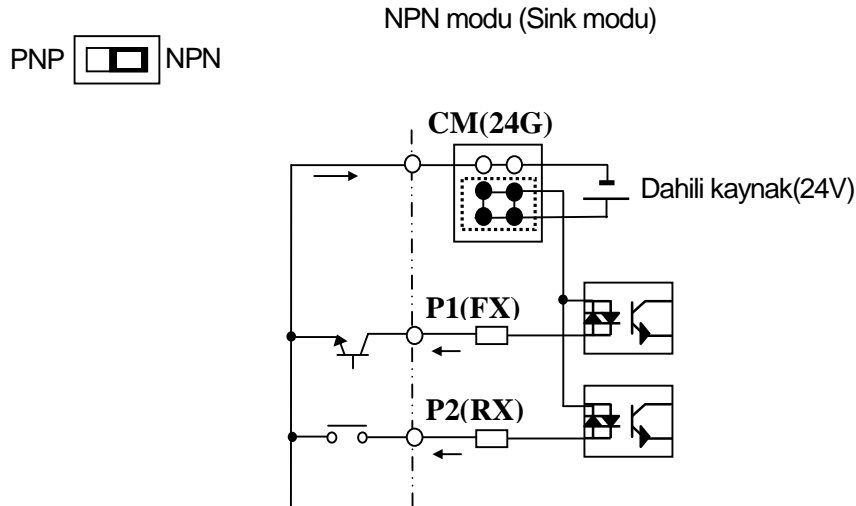 NPN modu (Sink modu)
PNP NPN
CM(24G)
Dahili kaynak(24V)
P1(FX)
P2(RX)